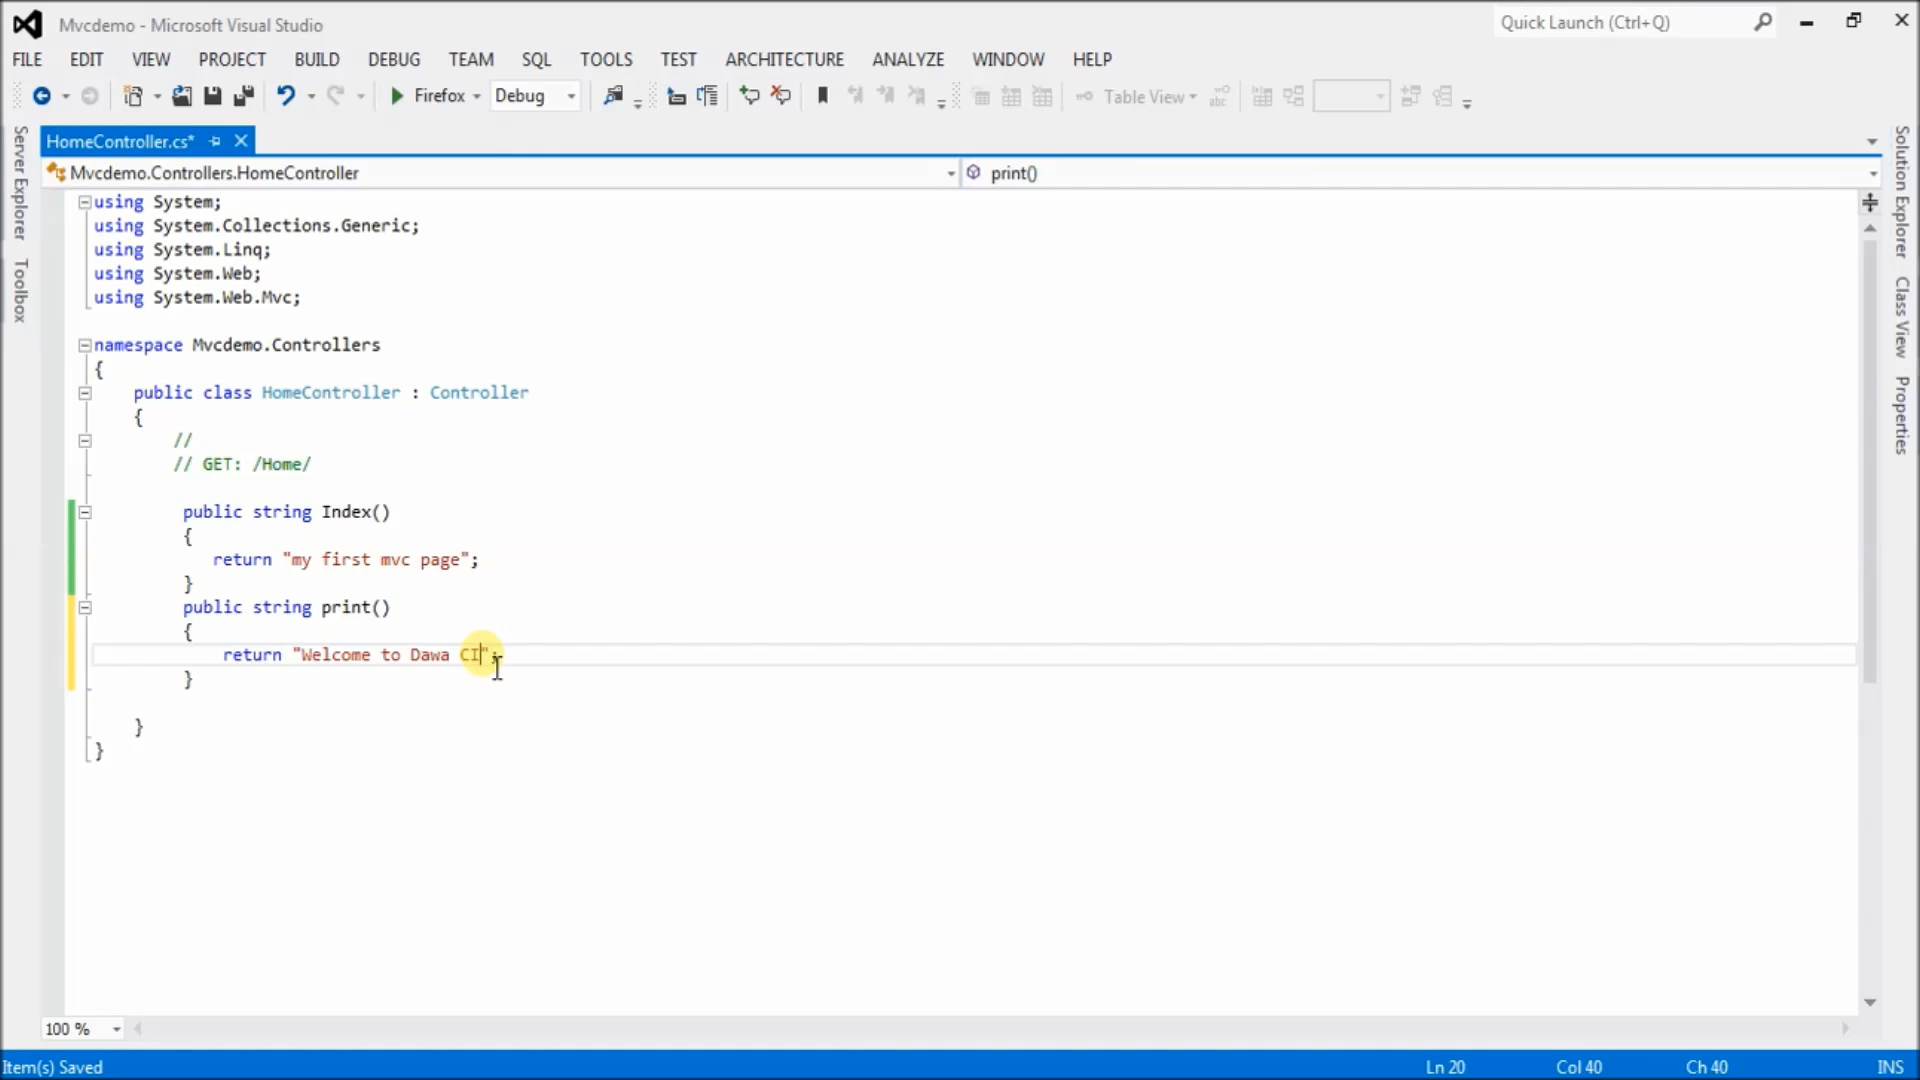 Mvcdemo - Microsoft Visual Studio
Quick Launch (Ctrl+Q)
FILE EDIT VIEW PROJECT BUILD DEBUG TEAM SQL TOOLS TEST ARCHITECTURE ANALYZE WINDOW HELP
Firefox Debug Table View abc
HomeController.cs*
Mvcdemo.Controllers.HomeController print()
Server Explorer
Toolbox
using System;
using System.Collections.Generic;
using System.Linq;
using System.Web;
using System.Web.Mvc;
namespace Mvcdemo.Controllers
{
public class HomeController : Controller
{
//
// GET: /Home/
public string Index()
{
return "my first mvc page";
}
public string print()
{
return "Welcome to Dawa CI";
}
}
}
Solution Explorer
Class View
Properties
100 %
Item(s) Saved Ln 20 Col 40 Ch 40 INS